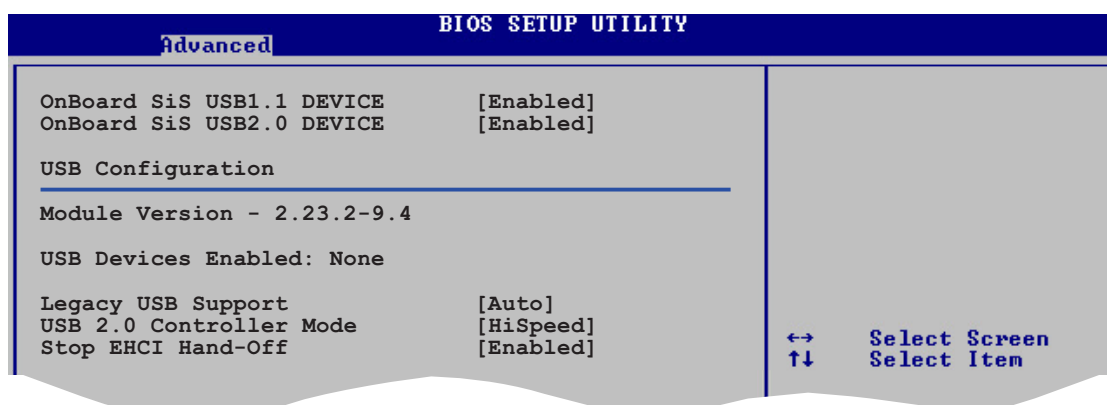 BIOS SETUP UTILITY
Advanced
OnBoard SiS USB1.1 DEVICE [Enabled]
OnBoard SiS USB2.0 DEVICE [Enabled]
USB Configuration
Module Version - 2.23.2-9.4
USB Devices Enabled: None
Legacy USB Support [Auto]
USB 2.0 Controller Mode [HiSpeed]
Stop EHCI Hand-Off [Enabled]
←→ Select Screen
↑↓ Select Item